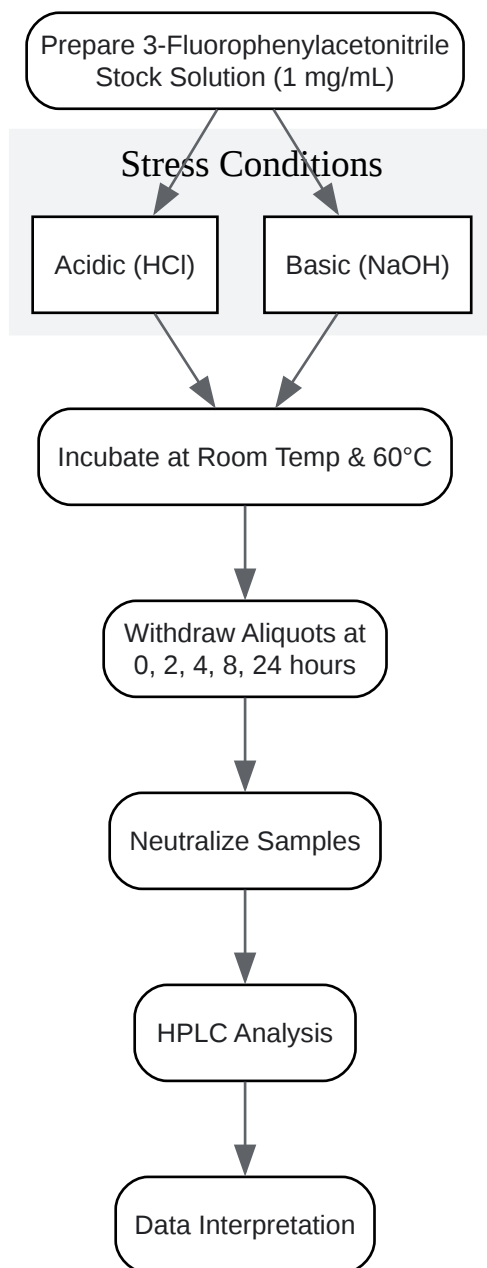 Prepare 3-Fluorophenylacetonitrile
Stock Solution (1 mg/mL)
Stress Conditions
Acidic (HCl)
Basic (NaOH)
Incubate at Room Temp & 60°C
Withdraw Aliquots at
0, 2, 4, 8, 24 hours
Neutralize Samples
HPLC Analysis
Data Interpretation